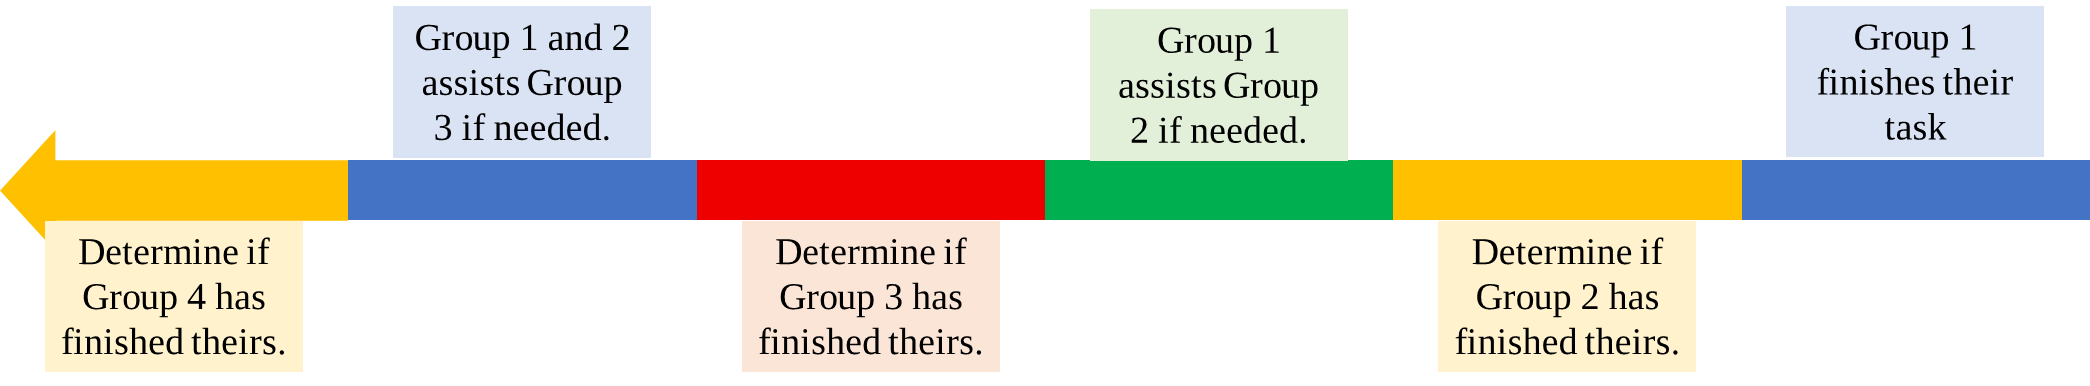 Group 1 and 2
assists Group
3 if needed.
Group 1
assists Group
2 if needed.
Group 1
finishes their
task
Determine if
Group 4 has
finished theirs.
Determine if
Group 3 has
finished theirs.
Determine if
Group 2 has
finished theirs.